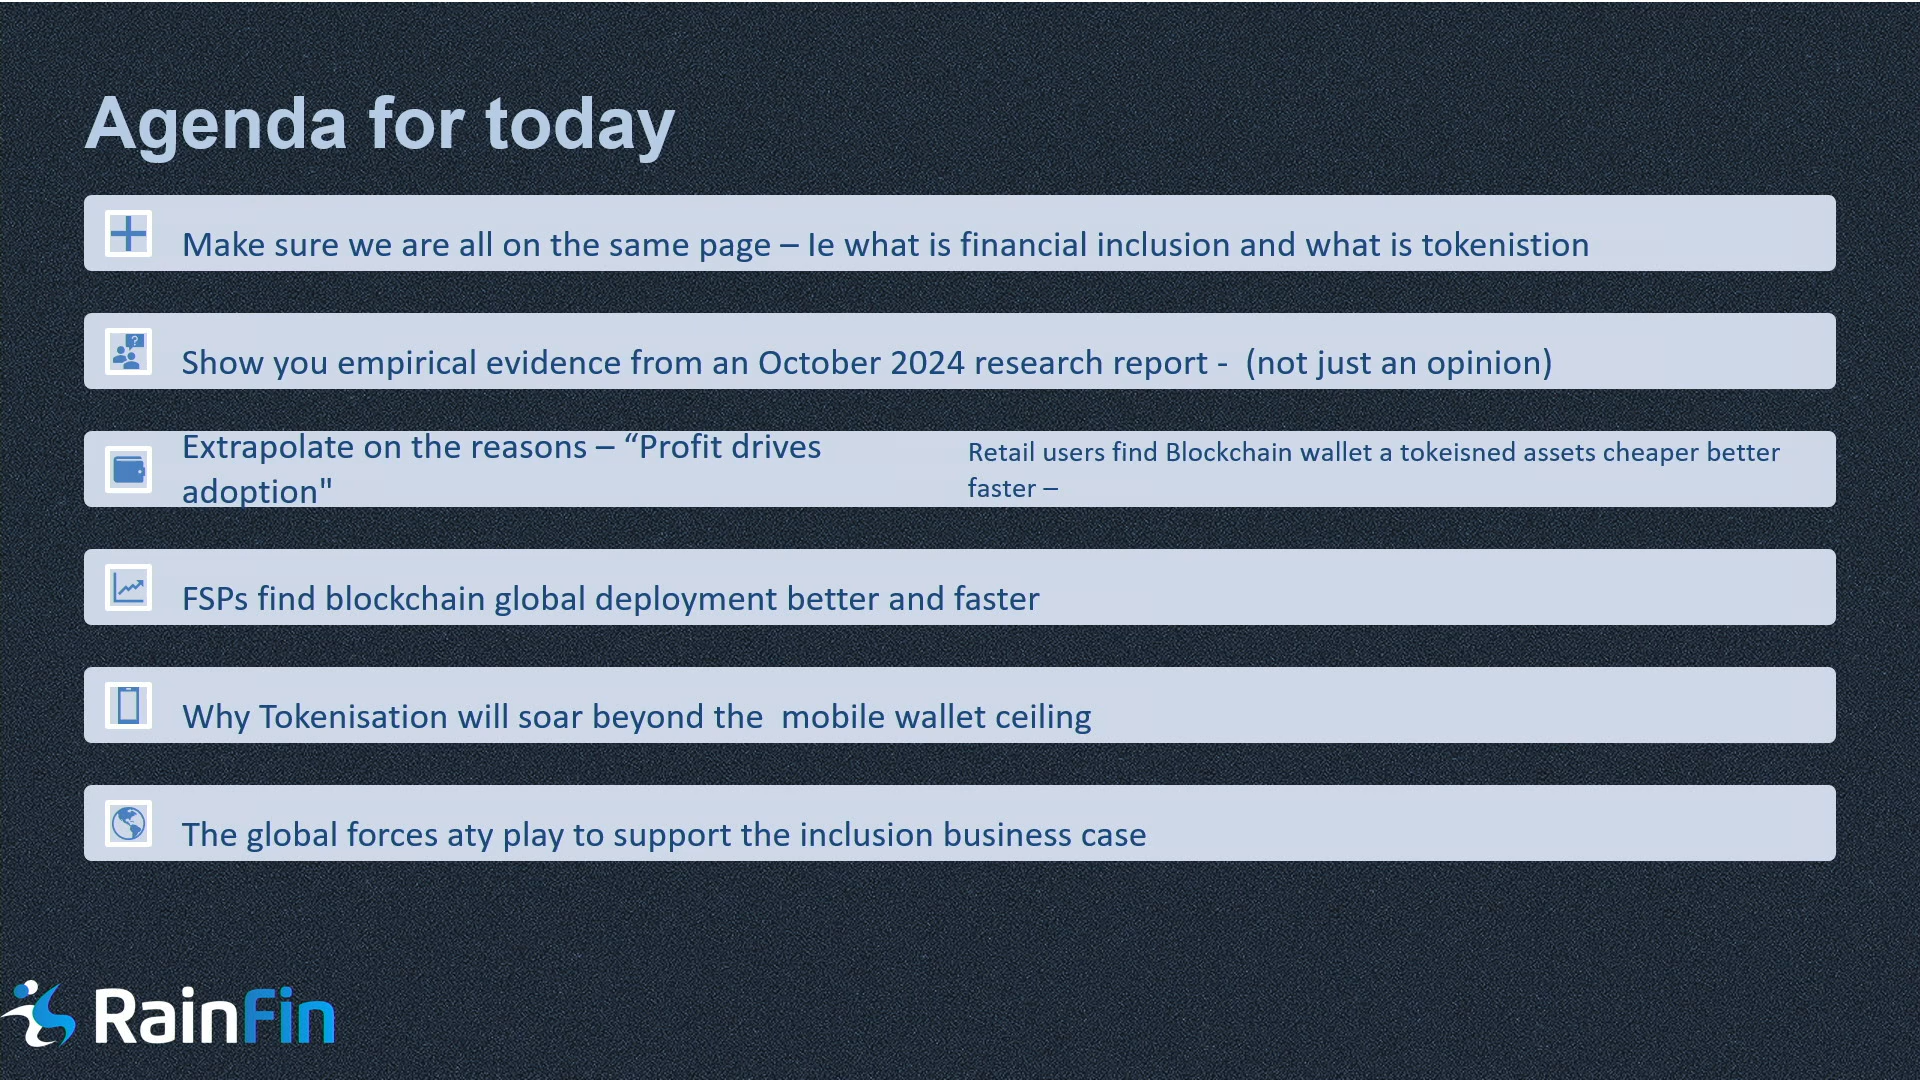 Agenda for today
Make sure we are all on the same page – Ie what is financial inclusion and what is tokenistion
?
Show you empirical evidence from an October 2024 research report -  (not just an opinion)
Extrapolate on the reasons – “Profit drives
adoption"
Retail users find Blockchain wallet a tokeisned assets cheaper better
faster –
FSPs find blockchain global deployment better and faster
Why Tokenisation will soar beyond the  mobile wallet ceiling
The global forces aty play to support the inclusion business case
RainFin